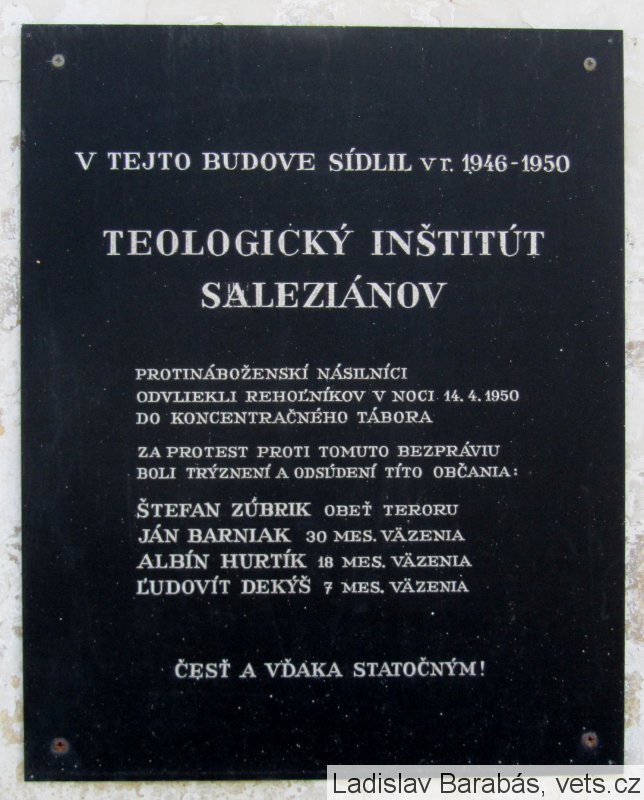 V TEJTO BUDOVE SÍDLIL v r. 1946-1950
TEOLOGICKÝ INŠTITÚT
SALEZIÁNOV
PROTINÁBOŽENSKÍ NÁSILNÍCI
ODVLIEKLI REHOĽNÍKOV V NOCI 14.4.1950
DO KONCENTRAČNÉHO TÁBORA
ZA PROTEST PROTI TOMUTO BEZPRÁVIU
BOLI TRÝZNENÍ A ODSÚDENÍ TÍTO OBČANIA:
ŠTEFAN ZÚBRIK OBEŤ TERORU
JÁN BARNIAK 30 MES. VÄZENIA
ALBÍN HURTÍK 18 MES. VÄZENIA
ĽUDOVÍT DEKÝŠ 7 MES. VÄZENIA
ČESŤ A VĎAKA STATOČNÝM!
Ladislav Barabás, vets.cz